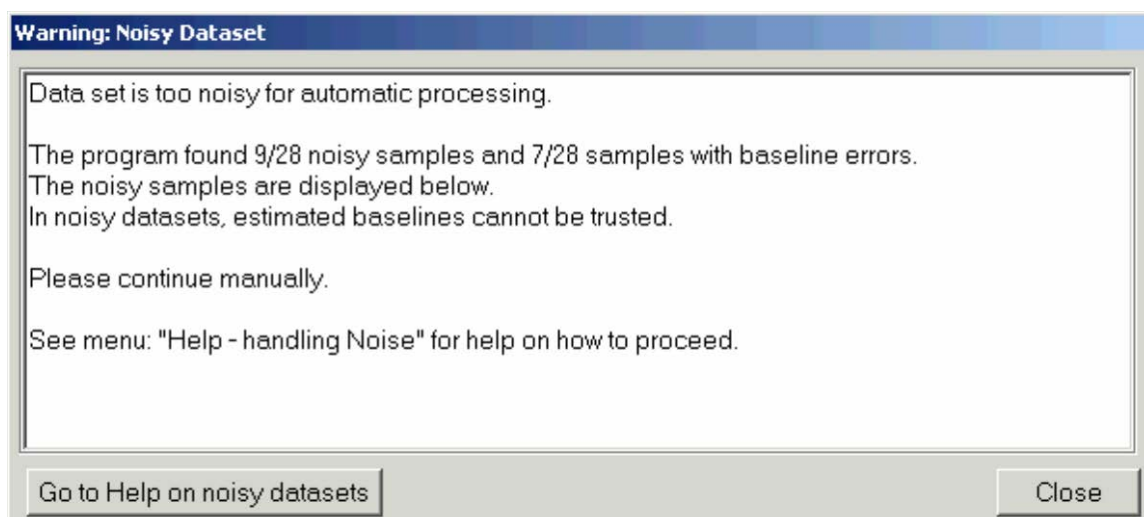 Warning: Noisy Dataset
Data set is too noisy for automatic processing.
The program found 9/28 noisy samples and 7/28 samples with baseline errors.
The noisy samples are displayed below.
In noisy datasets, estimated baselines cannot be trusted.
Please continue manually.
See menu: "Help - handling Noise" for help on how to proceed.
Go to Help on noisy datasets
Close